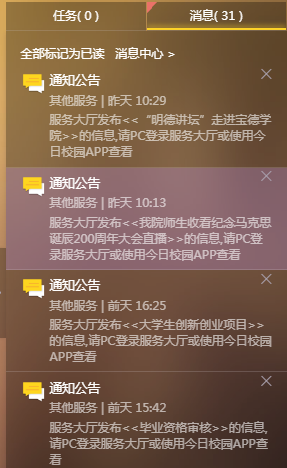 任务( 0 )
消息( 31 )
全部标记为已读 消息中心 >
通知公告
其他服务 | 昨天 10:29
服务大厅发布<<“明德讲坛”走进宝德学
院>>的信息,请PC登录服务大厅或使用今
日校园APP查看
通知公告
其他服务 | 昨天 10:13
服务大厅发布<<我院师生收看纪念马克思
诞辰200周年大会直播>>的信息,请PC登
录服务大厅或使用今日校园APP查看
通知公告
其他服务 | 前天 16:25
服务大厅发布<<大学生创新创业项目>>
的信息,请PC登录服务大厅或使用今日校园
APP查看
通知公告
其他服务 | 前天 15:42
服务大厅发布<<毕业资格审核>>的信息,
请PC登录服务大厅或使用今日校园APP查
看